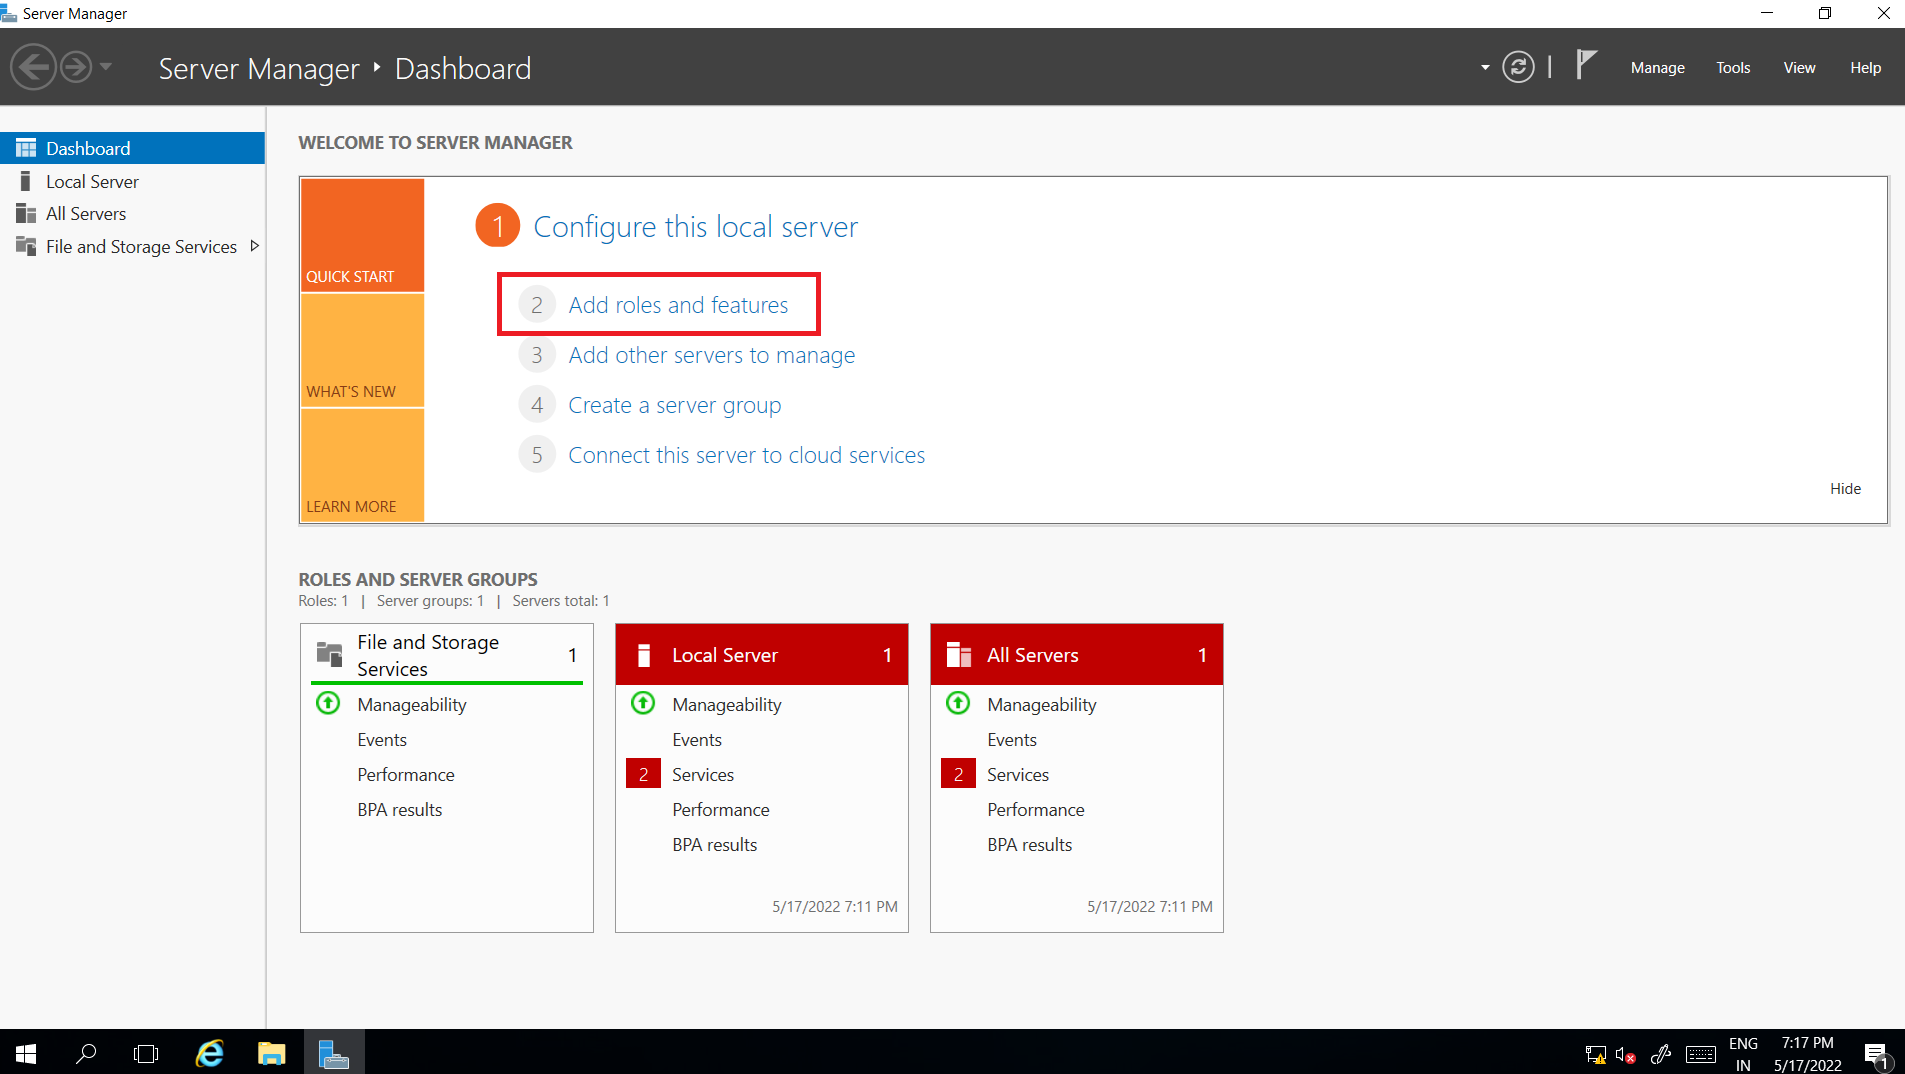 Server Manager
Server Manager Dashboard
Manage Tools View Help
Dashboard
Local Server
All Servers
File and Storage Services
WELCOME TO SERVER MANAGER
QUICK START
WHAT'S NEW
LEARN MORE
1 Configure this local server
2 Add roles and features
3 Add other servers to manage
4 Create a server group
5 Connect this server to cloud services
Hide
ROLES AND SERVER GROUPS
Roles: 1 | Server groups: 1 | Servers total: 1
File and Storage
Services 1
Manageability
Events
Performance
BPA results
Local Server 1
Manageability
Events
2 Services
Performance
BPA results
5/17/2022 7:11 PM
All Servers 1
Manageability
Events
2 Services
Performance
BPA results
5/17/2022 7:11 PM
ENG
IN
7:17 PM
5/17/2022
1